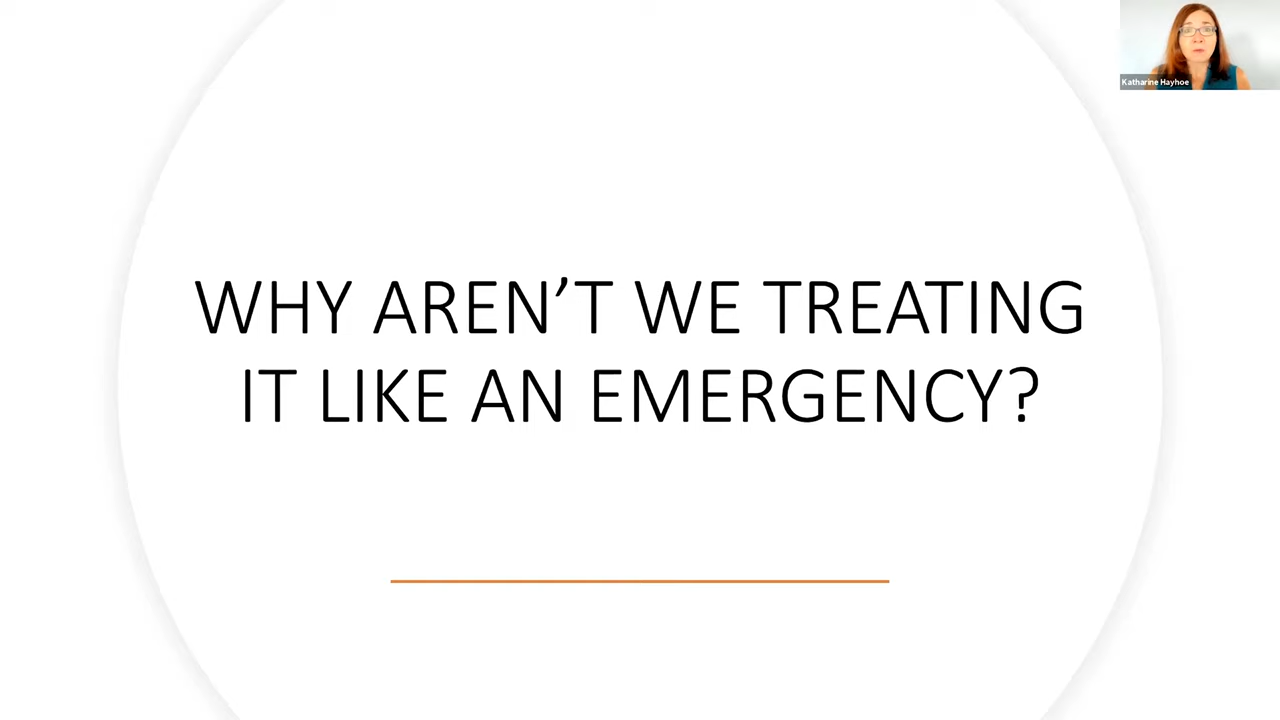 Katharine Hayhoe
WHY AREN’T WE TREATING
IT LIKE AN EMERGENCY?